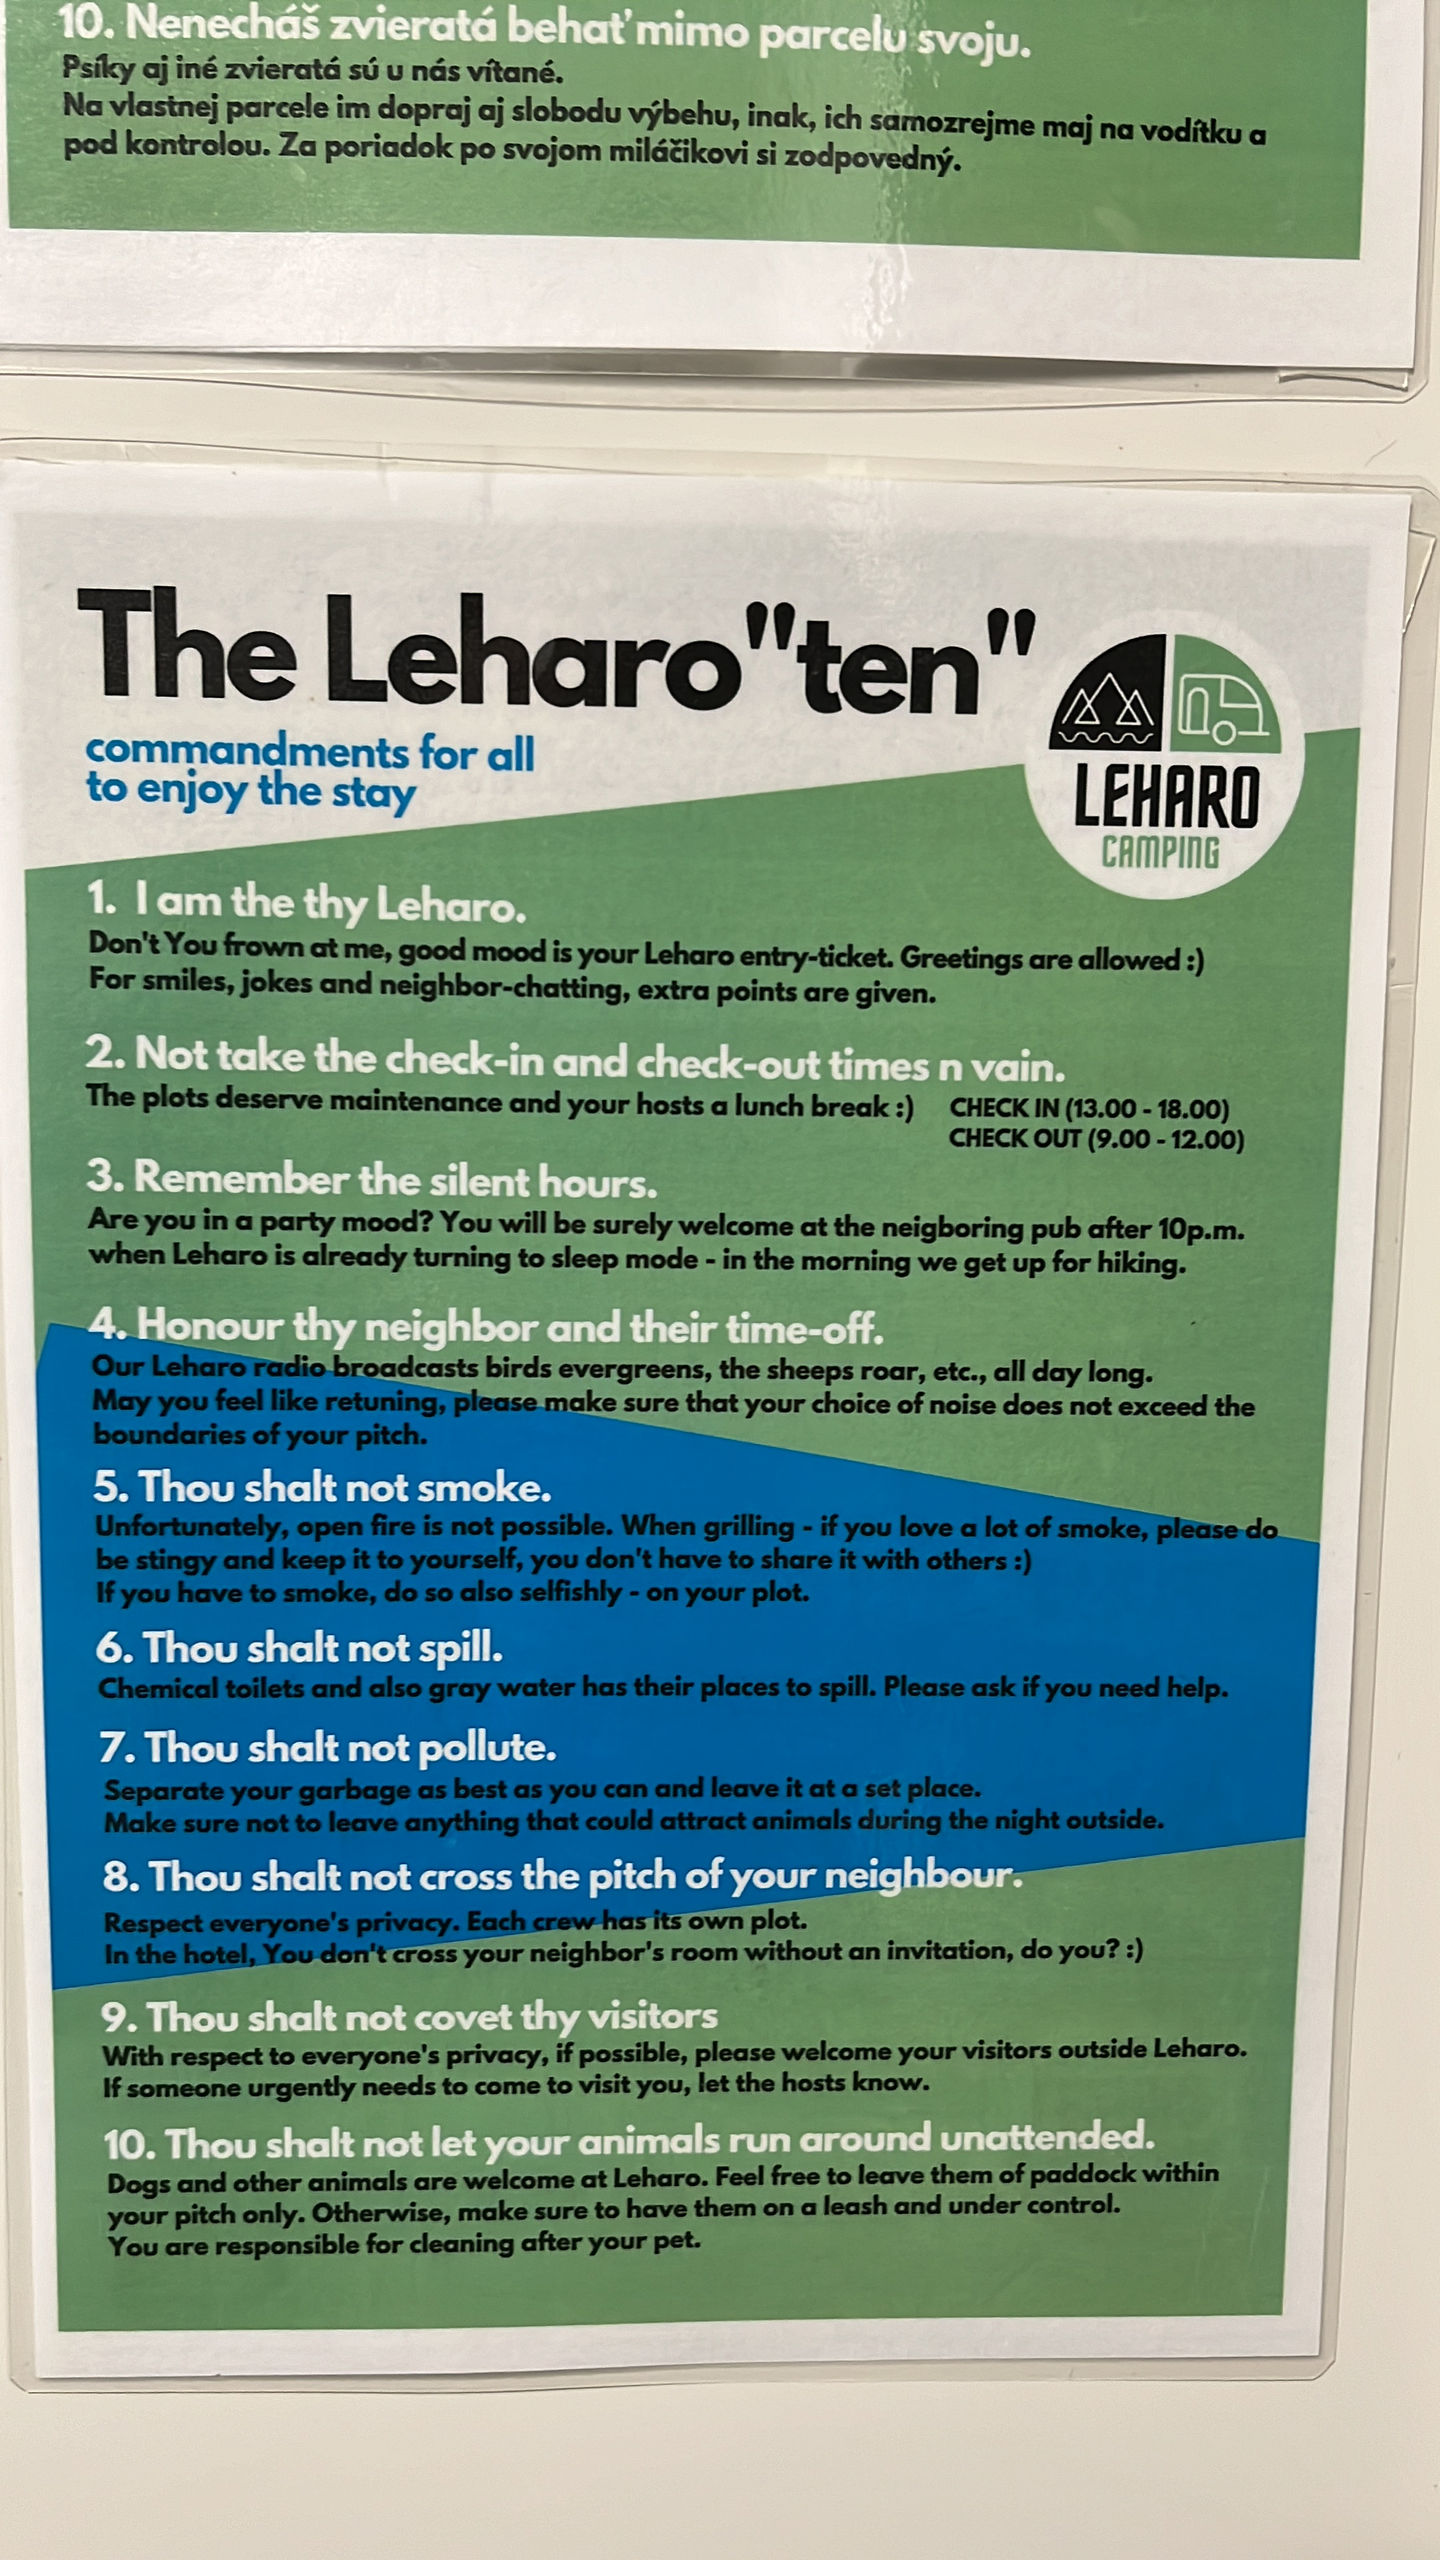 10. Nenecháš zvieratá behať mimo parcelu svoju.
Psíky aj iné zvieratá sú u nás vítané.
Na vlastnej parcele im dopraj aj slobodu výbehu, inak, ich samozrejme maj na vodítku a
pod kontrolou. Za poriadok po svojom miláčikovi si zodpovedný.
The Leharo "ten"
commandments for all
to enjoy the stay
LEHARO
CAMPING
1. I am the thy Leharo.
Don't You frown at me, good mood is your Leharo entry-ticket. Greetings are allowed :)
For smiles, jokes and neighbor-chatting, extra points are given.
2. Not take the check-in and check-out times n vain.
The plots deserve maintenance and your hosts a lunch break :) CHECK IN (13.00 - 18.00)
CHECK OUT (9.00 - 12.00)
3. Remember the silent hours.
Are you in a party mood? You will be surely welcome at the neigboring pub after 10p.m.
when Leharo is already turning to sleep mode - in the morning we get up for hiking.
4. Honour thy neighbor and their time-off.
Our Leharo radio broadcasts birds evergreens, the sheeps roar, etc., all day long.
May you feel like retuning, please make sure that your choice of noise does not exceed the
boundaries of your pitch.
5. Thou shalt not smoke.
Unfortunately, open fire is not possible. When grilling - if you love a lot of smoke, please do
be stingy and keep it to yourself, you don't have to share it with others :)
If you have to smoke, do so also selfishly - on your plot.
6. Thou shalt not spill.
Chemical toilets and also gray water has their places to spill. Please ask if you need help.
7. Thou shalt not pollute.
Separate your garbage as best as you can and leave it at a set place.
Make sure not to leave anything that could attract animals during the night outside.
8. Thou shalt not cross the pitch of your neighbour.
Respect everyone's privacy. Each crew has its own plot.
In the hotel, You don't cross your neighbor's room without an invitation, do you? :)
9. Thou shalt not covet thy visitors
With respect to everyone's privacy, if possible, please welcome your visitors outside Leharo.
If someone urgently needs to come to visit you, let the hosts know.
10. Thou shalt not let your animals run around unattended.
Dogs and other animals are welcome at Leharo. Feel free to leave them of paddock within
your pitch only. Otherwise, make sure to have them on a leash and under control.
You are responsible for cleaning after your pet.